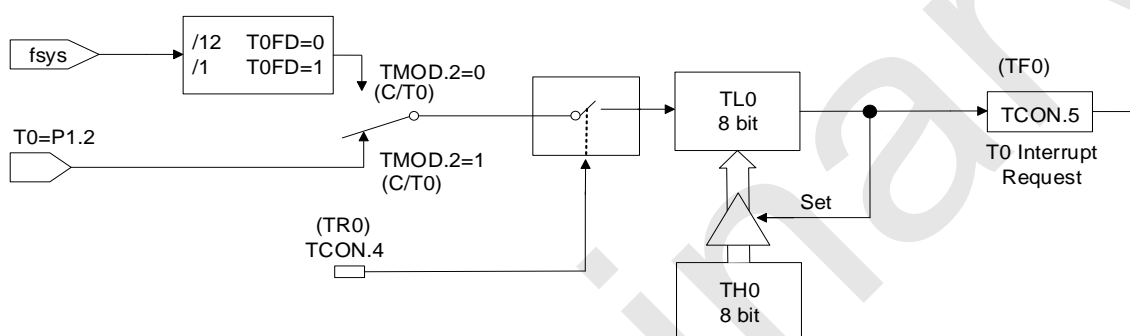 fsys
/12 T0FD=0
/1 T0FD=1
TMOD.2=0
(C/T0)
T0=P1.2
TMOD.2=1
(C/T0)
(TR0)
TCON.4
TL0
8 bit
(TF0)
TCON.5
T0 Interrupt
Request
Set
TH0
8 bit